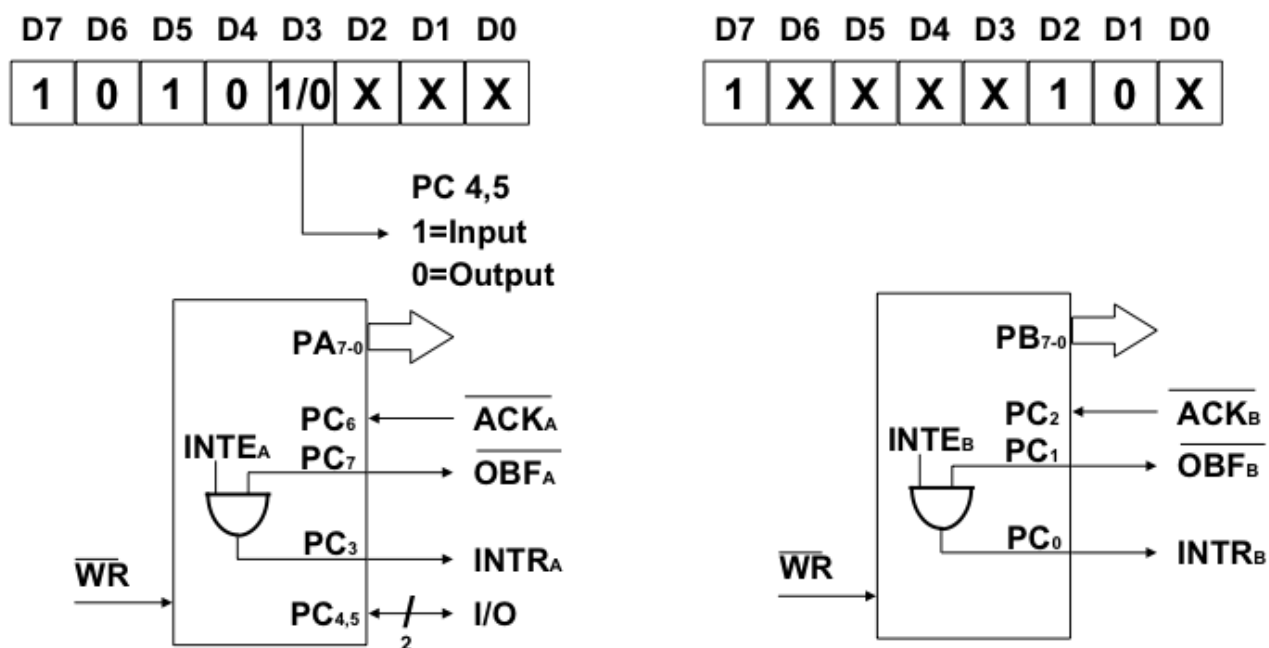 D7 D6 D5 D4 D3 D2 D1 D0
1 0 1 0 1/0 X X X
PC 4,5
1=Input
0=Output
PA7-0
PC6 ACKA
INTEA
PC7 OBFA
PC3 INTRA
WR
PC4,5 I/O
2
D7 D6 D5 D4 D3 D2 D1 D0
1 X X X X 1 0 X
PB7-0
PC2 ACKB
INTEB
PC1 OBFB
PC0 INTRB
WR